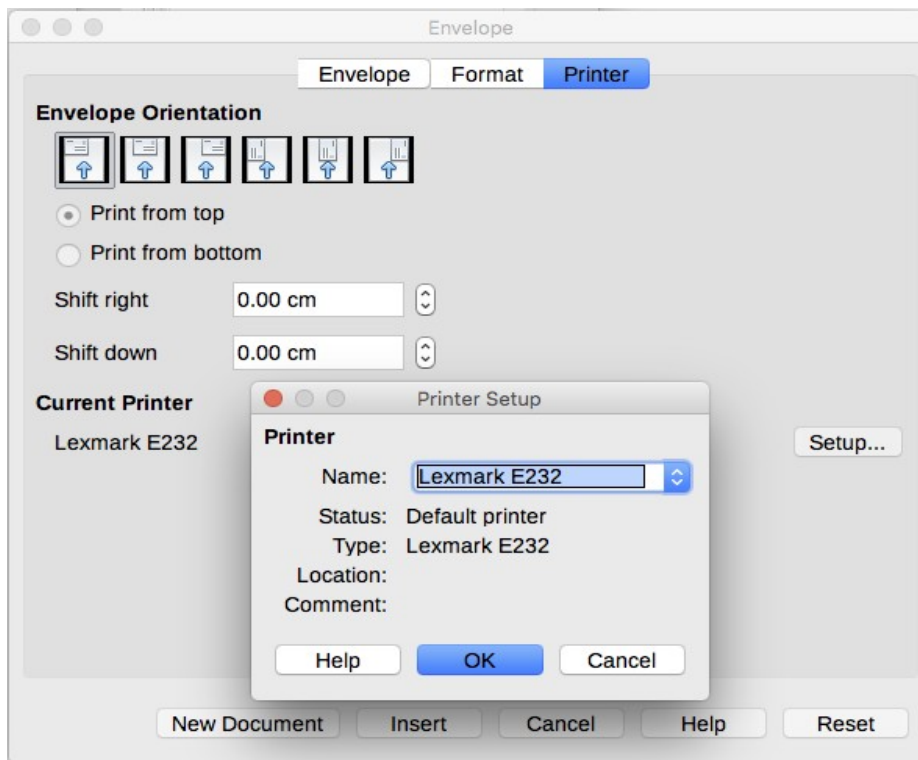 Envelope
Envelope Format Printer
Envelope Orientation
Print from top
Print from bottom
Shift right 0.00 cm
Shift down 0.00 cm
Current Printer
Lexmark E232 Setup...
Printer Setup
Printer
Name: Lexmark E232
Status: Default printer
Type: Lexmark E232
Location:
Comment:
Help OK Cancel
New Document Insert Cancel Help Reset